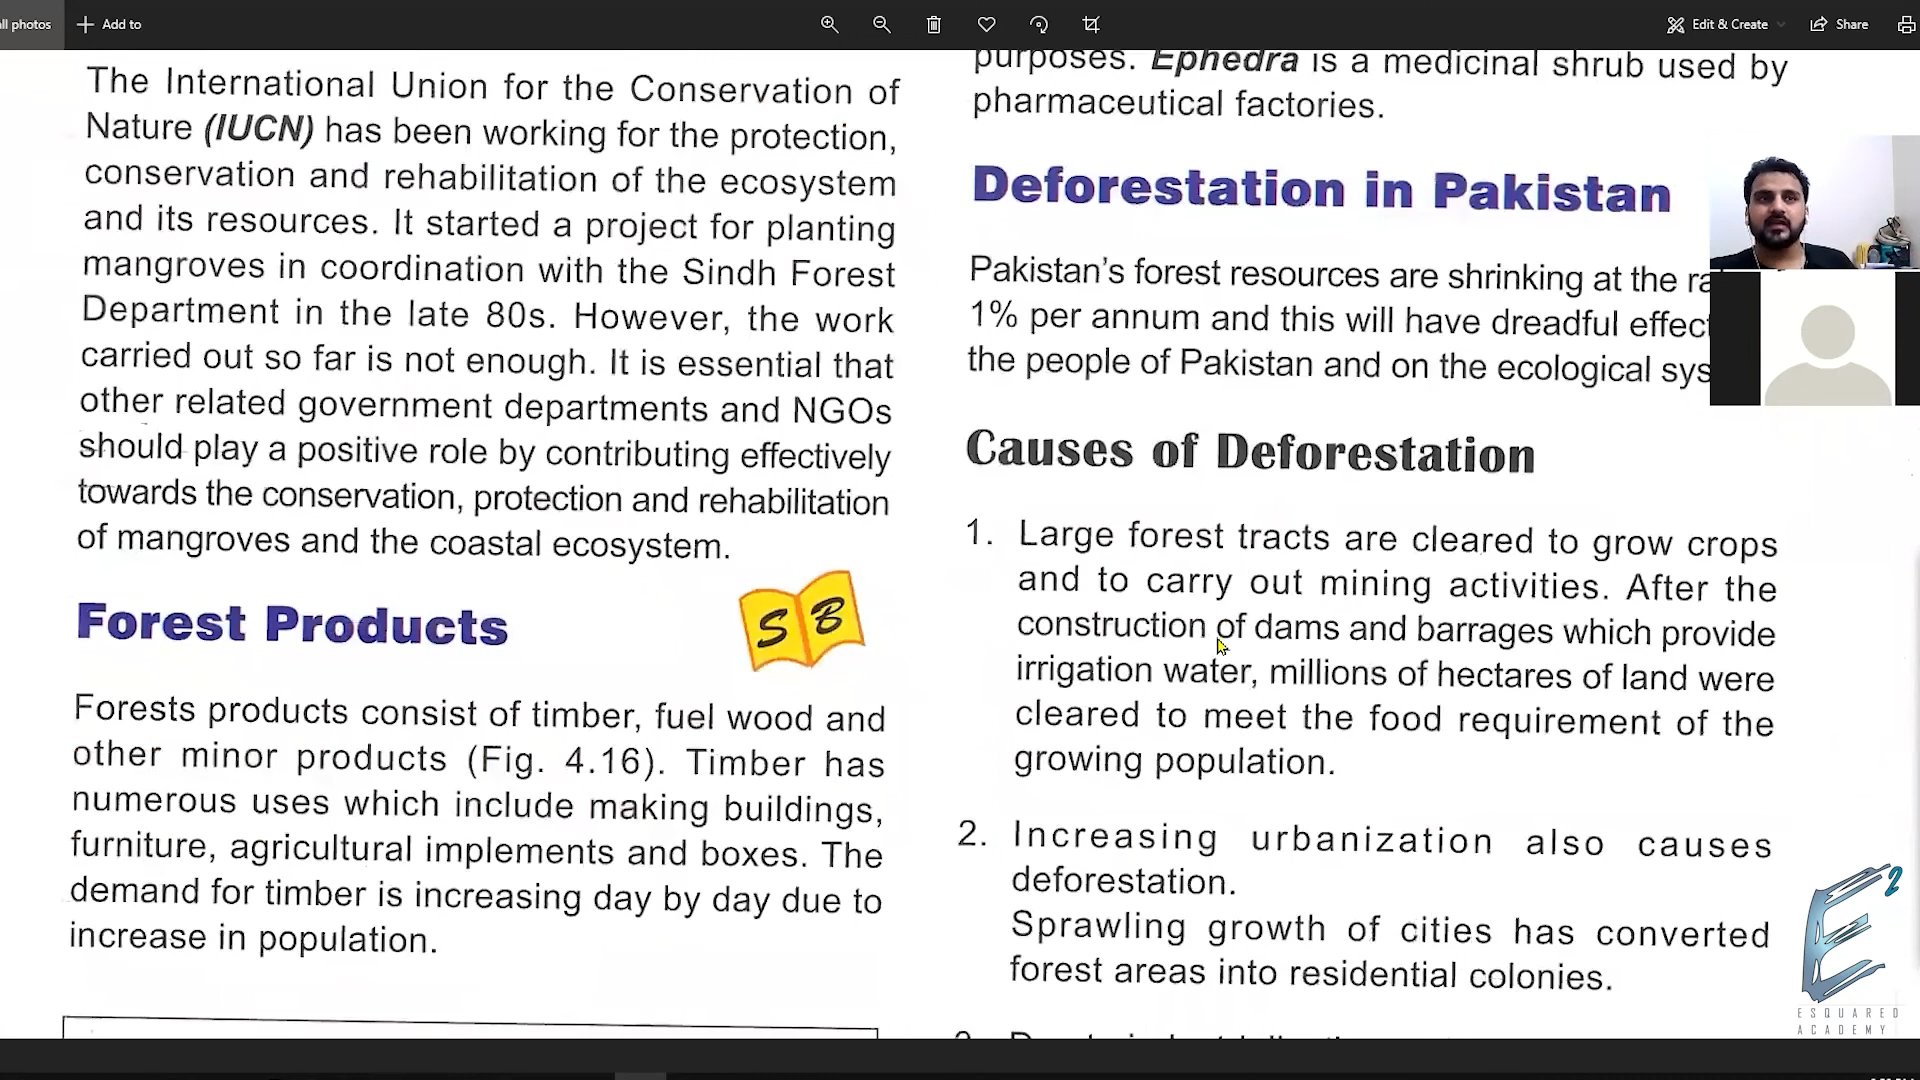 ll photos
Add to
Edit & Create
Share
The International Union for the Conservation of
Nature (IUCN) has been working for the protection,
conservation and rehabilitation of the ecosystem
and its resources. It started a project for planting
mangroves in coordination with the Sindh Forest
Department in the late 80s. However, the work
carried out so far is not enough. It is essential that
other related government departments and NGOs
should play a positive role by contributing effectively
towards the conservation, protection and rehabilitation
of mangroves and the coastal ecosystem.
Forest Products
S B
Forests products consist of timber, fuel wood and
other minor products (Fig. 4.16). Timber has
numerous uses which include making buildings,
furniture, agricultural implements and boxes. The
demand for timber is increasing day by day due to
increase in population.
purposes. Ephedra is a medicinal shrub used by
pharmaceutical factories.
Deforestation in Pakistan
Pakistan's forest resources are shrinking at the ra
1% per annum and this will have dreadful effec
the people of Pakistan and on the ecological sys
Causes of Deforestation
1. Large forest tracts are cleared to grow crops
and to carry out mining activities. After the
construction of dams and barrages which provide
irrigation water, millions of hectares of land were
cleared to meet the food requirement of the
growing population.
2. Increasing urbanization also causes
deforestation.
Sprawling growth of cities has converted
forest areas into residential colonies.
E2
ESQUARED
ACADEMY